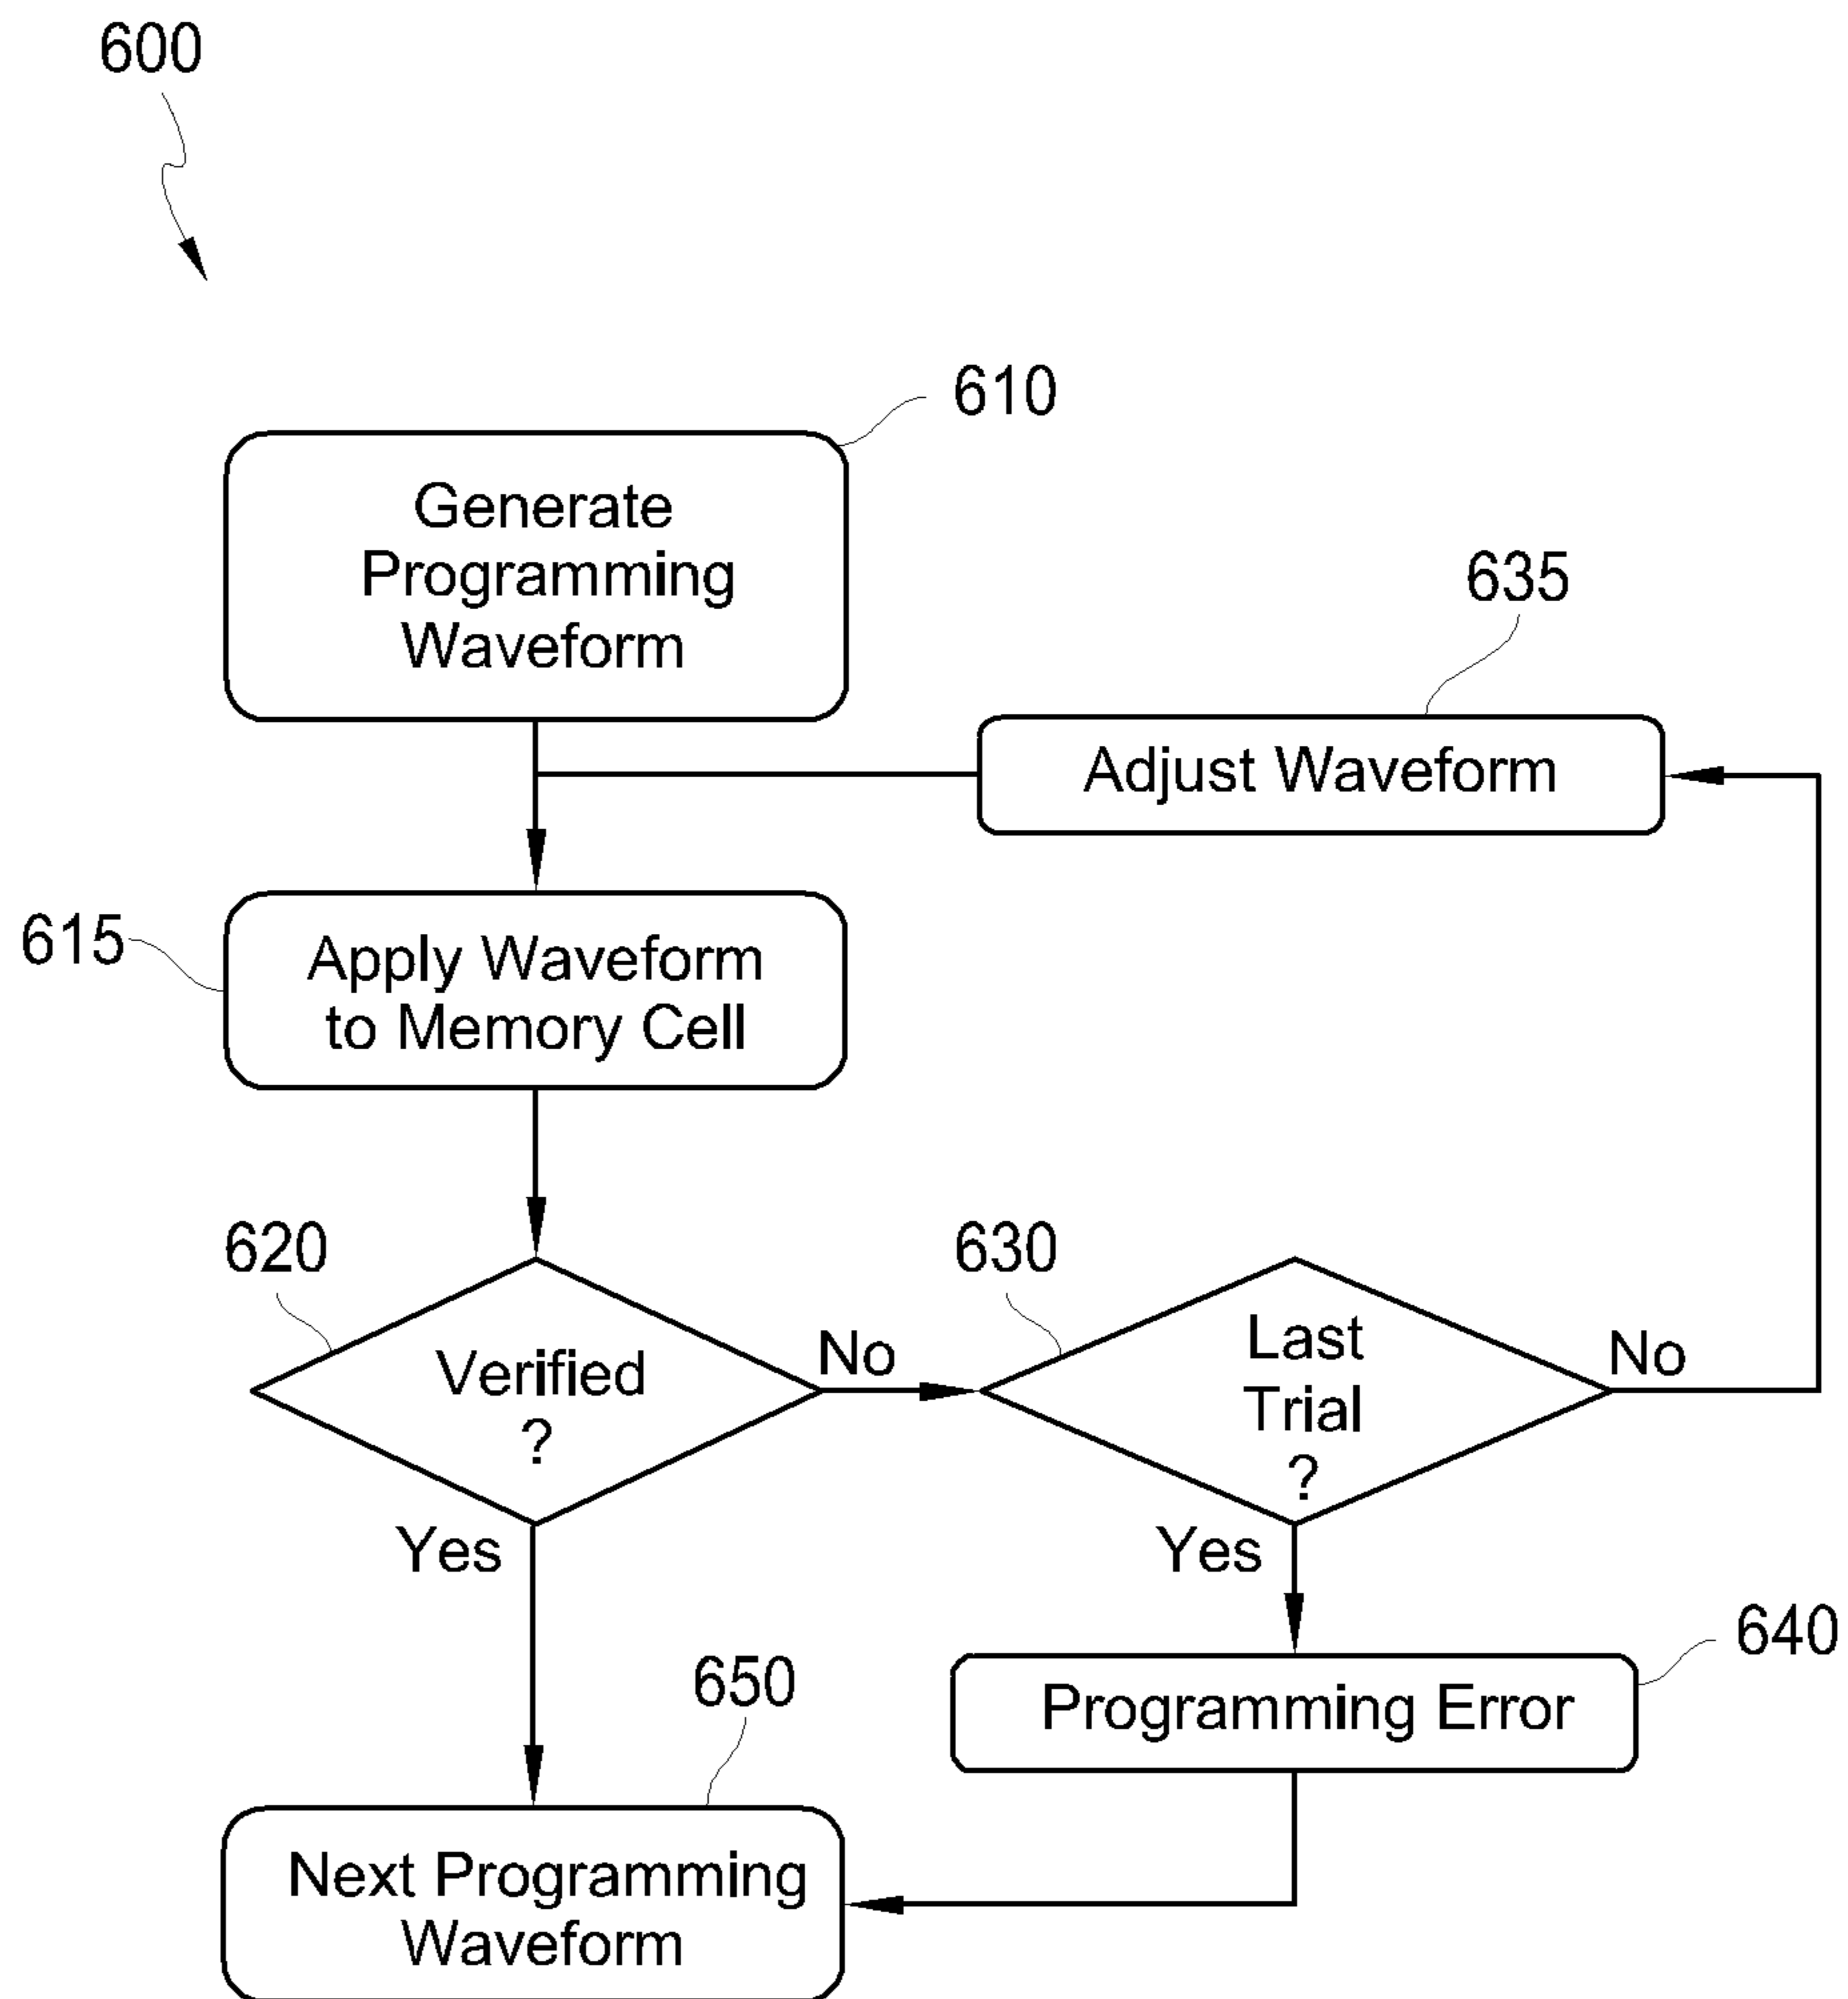 600
610
Generate
Programming
Waveform
635
Adjust Waveform
615
Apply Waveform
to Memory Cell
620
Verified
?
No
630
Last
Trial
?
No
Yes
Yes
640
Programming Error
650
Next Programming
Waveform